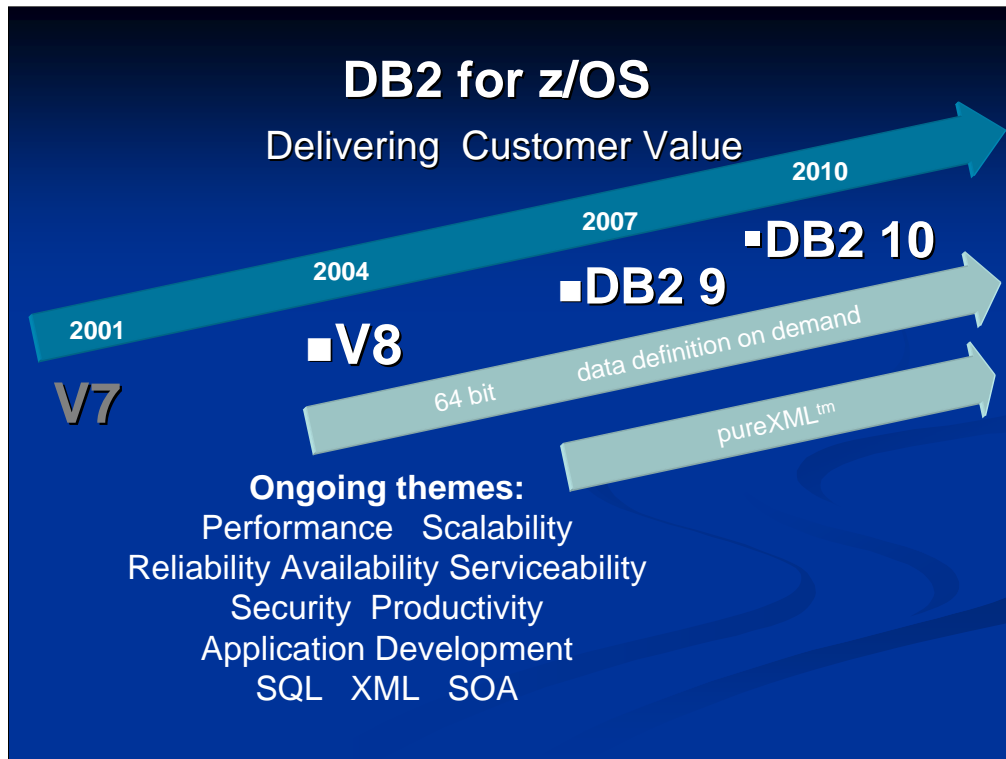 DB2 for z/OS
Delivering Customer Value
2010
2007
▪DB2 10
2004
▪DB2 9
2001
▪V8
V7
64 bit data definition on demand
pureXML™
Ongoing themes:
Performance Scalability
Reliability Availability Serviceability
Security Productivity
Application Development
SQL XML SOA